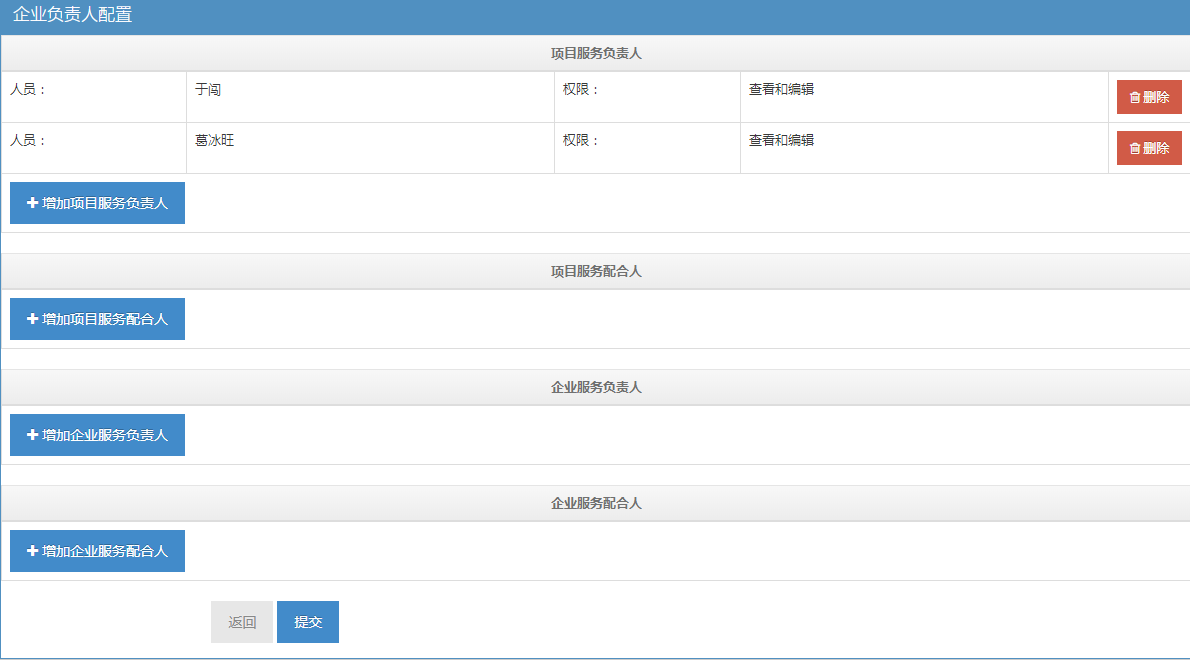 企业负责人配置
项目服务负责人
人员： 于闯 权限： 查看和编辑 删除
人员： 葛冰旺 权限： 查看和编辑 删除
增加项目服务负责人
项目服务配合人
增加项目服务配合人
企业服务负责人
增加企业服务负责人
企业服务配合人
增加企业服务配合人
返回 提交